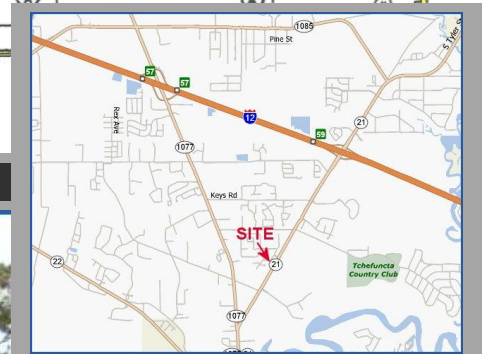 1085
Pine St
S Tyler St
57
57
Rex Ave
12
59
21
1077
Keys Rd
SITE
21
22
Tchefuncta
Country Club
1077